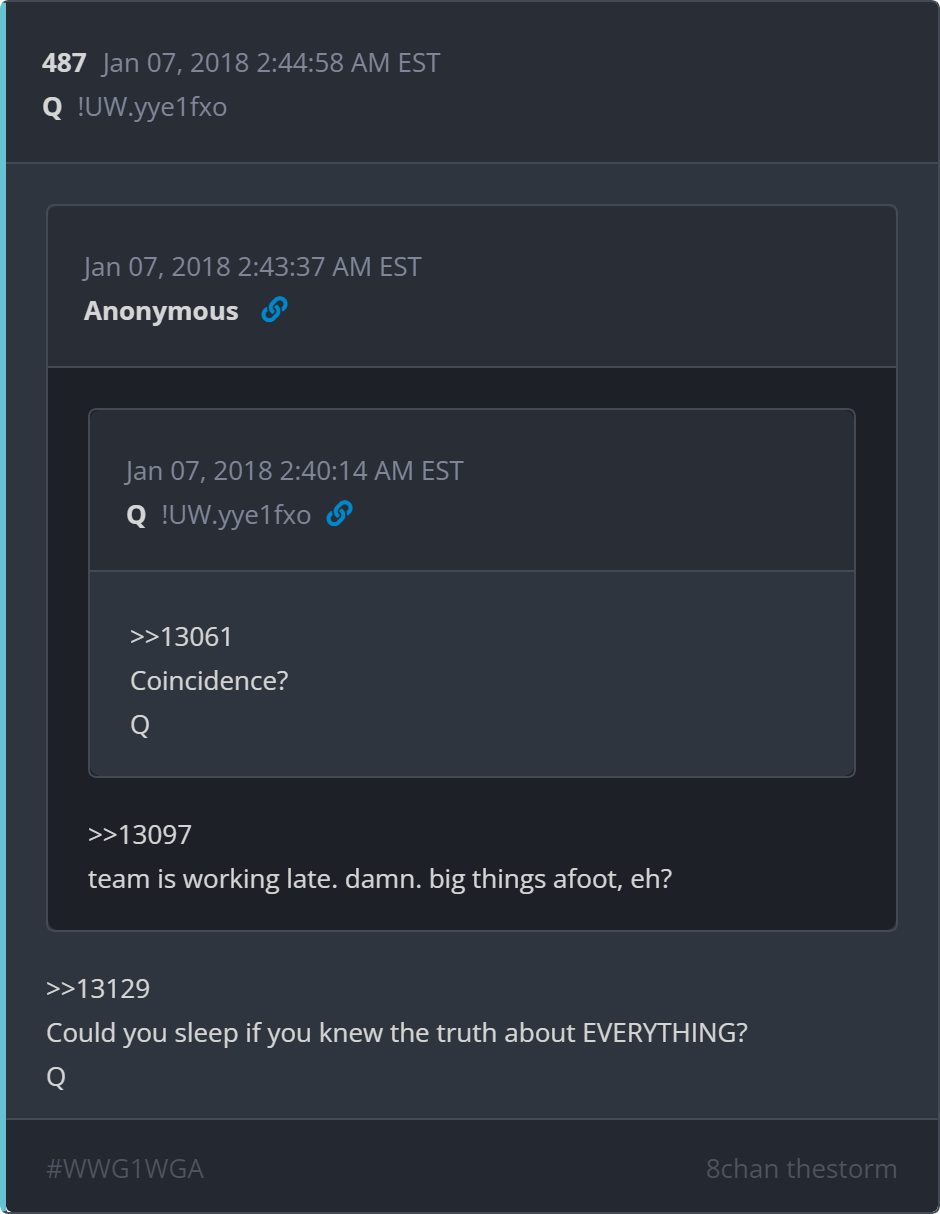 487 Jan 07, 2018 2:44:58 AM EST
Q !UW.yye1fxo
Jan 07, 2018 2:43:37 AM EST
Anonymous
Jan 07, 2018 2:40:14 AM EST
Q !UW.yye1fxo
>>13061
Coincidence?
Q
>>13097
team is working late. damn. big things afoot, eh?
>>13129
Could you sleep if you knew the truth about EVERYTHING?
Q
#WWG1WGA 8chan thestorm